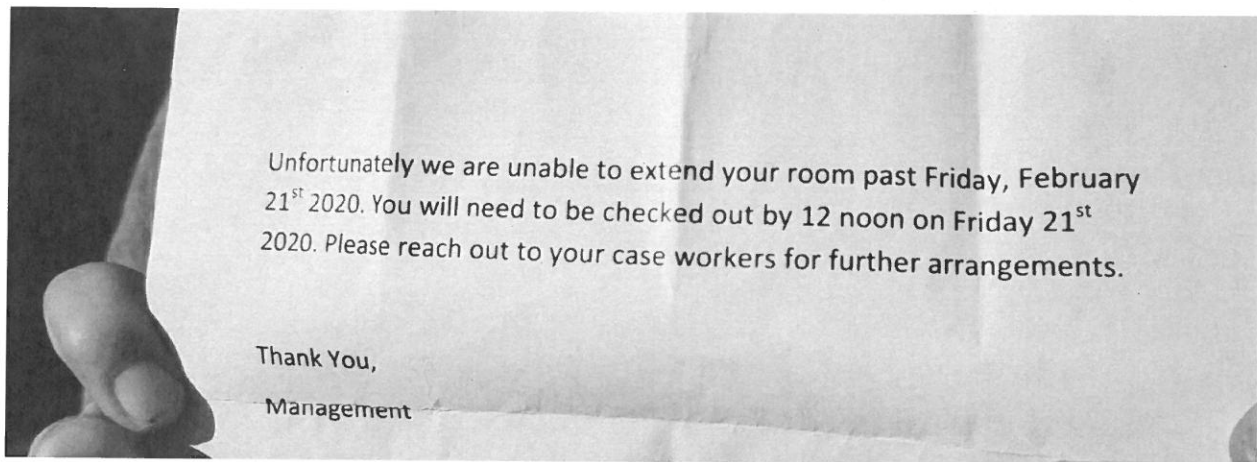 Unfortunately we are unable to extend your room past Friday, February
21st 2020. You will need to be checked out by 12 noon on Friday 21st
2020. Please reach out to your case workers for further arrangements.
Thank You,
Management